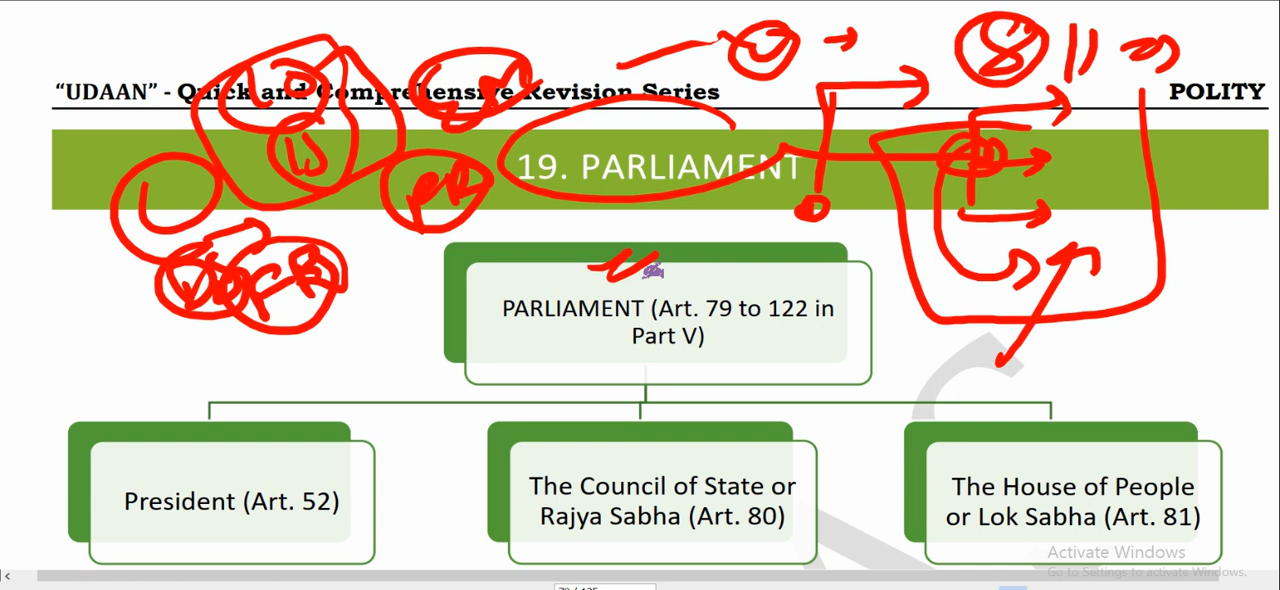 “UDAAN” - Quick and Comprehensive Revision Series POLITY
19. PARLIAMENT
PARLIAMENT (Art. 79 to 122 in
Part V)
President (Art. 52)
The Council of State or
Rajya Sabha (Art. 80)
The House of People
or Lok Sabha (Art. 81)
Activate Windows
Go to Settings to activate Windows.